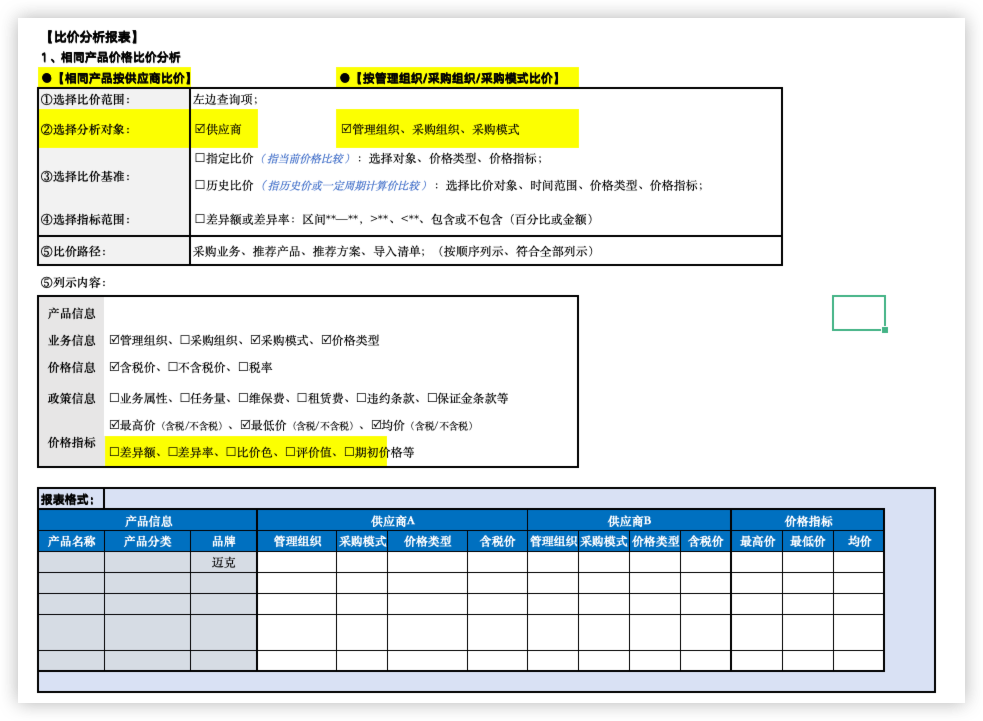 【比价分析报表】
1、相同产品价格比价分析
●【相同产品按供应商比价】 ●【按管理组织/采购组织/采购模式比价】
①选择比价范围： 左边查询项；
②选择分析对象： ☑供应商 ☑管理组织、采购组织、采购模式
☐指定比价（指当前价格比较）：选择对象、价格类型、价格指标；
③选择比价基准：
☐历史比价（指历史价或一定周期计算价比较）：选择比价对象、时间范围、价格类型、价格指标；
④选择指标范围： ☐差异额或差异率：区间**—**，>**、<**、包含或不包含（百分比或金额）
⑤比价路径： 采购业务、推荐产品、推荐方案、导入清单；（按顺序列示、符合全部列示）
⑤列示内容：
产品信息
业务信息 ☑管理组织、☐采购组织、☑采购模式、☑价格类型
价格信息 ☑含税价、☐不含税价、☐税率
政策信息 ☐业务属性、☐任务量、☐维保费、☐租赁费、☐违约条款、☐保证金条款等
☑最高价（含税/不含税）、☑最低价（含税/不含税）、☑均价（含税/不含税）
价格指标
☐差异额、☐差异率、☐比价色、☐评价值、☐期初价格等
报表格式：
产品信息 供应商A 供应商B 价格指标
产品名称 产品分类 品牌 管理组织 采购模式 价格类型 含税价 管理组织 采购模式 价格类型 含税价 最高价 最低价 均价
迈克